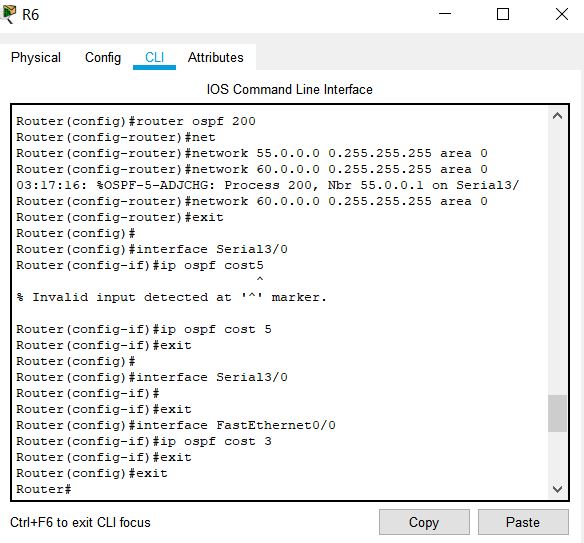 R6
Physical Config CLI Attributes
IOS Command Line Interface
Router(config)#router ospf 200
Router(config-router)#net
Router(config-router)#network 55.0.0.0 0.255.255.255 area 0
Router(config-router)#network 60.0.0.0 0.255.255.255 area 0
03:17:16: %OSPF-5-ADJCHG: Process 200, Nbr 55.0.0.1 on Serial3/
Router(config-router)#network 60.0.0.0 0.255.255.255 area 0
Router(config-router)#exit
Router(config)#
Router(config)#interface Serial3/0
Router(config-if)#ip ospf cost5
^
% Invalid input detected at '^' marker.
Router(config-if)#ip ospf cost 5
Router(config-if)#exit
Router(config)#
Router(config)#interface Serial3/0
Router(config-if)#
Router(config-if)#exit
Router(config)#interface FastEthernet0/0
Router(config-if)#ip ospf cost 3
Router(config-if)#exit
Router(config)#exit
Router#
Ctrl+F6 to exit CLI focus
Copy Paste